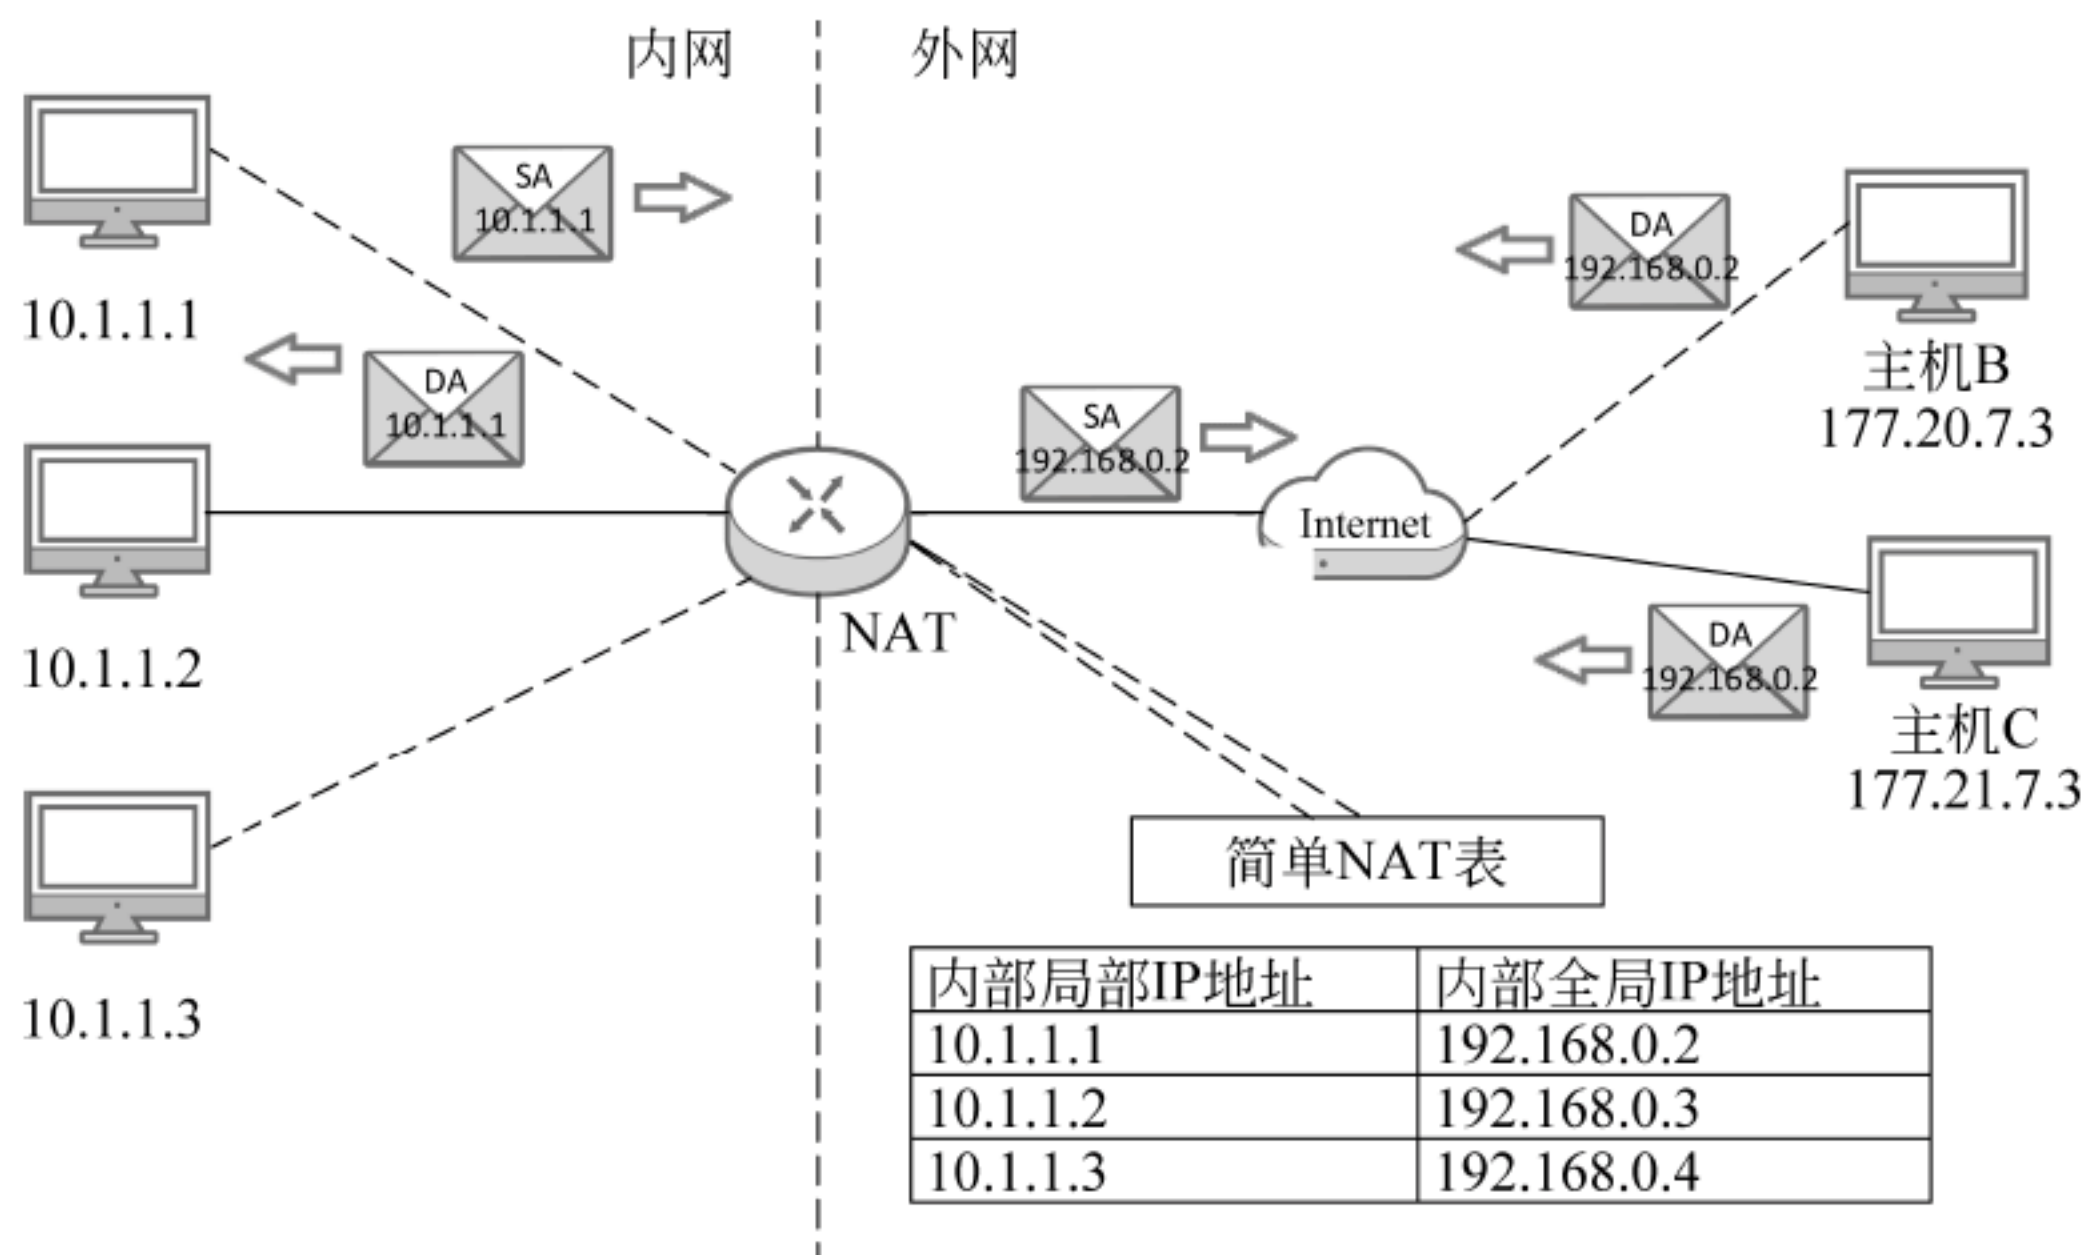 内网
外网
SA
10.1.1.1
DA
192.168.0.2
10.1.1.1
DA
10.1.1.1
主机B
177.20.7.3
SA
192.168.0.2
Internet
NAT
10.1.1.2
DA
192.168.0.2
主机C
177.21.7.3
简单NAT表
10.1.1.3
内部局部IP地址 内部全局IP地址
10.1.1.1 192.168.0.2
10.1.1.2 192.168.0.3
10.1.1.3 192.168.0.4